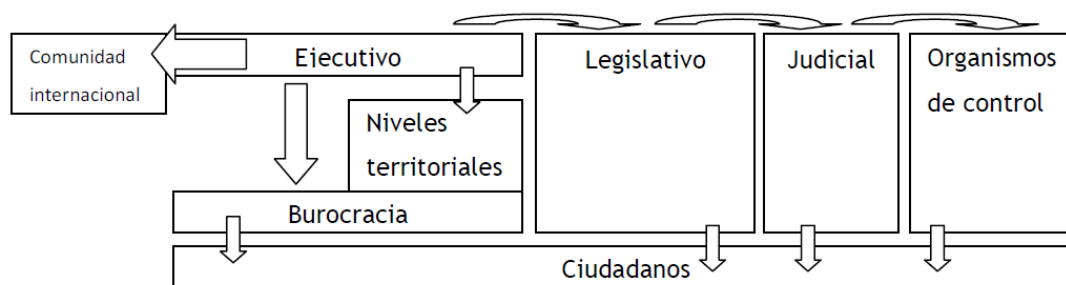 Comunidad
internacional
Ejecutivo
Niveles
territoriales
Burocracia
Legislativo
Judicial
Organismos
de control
Ciudadanos